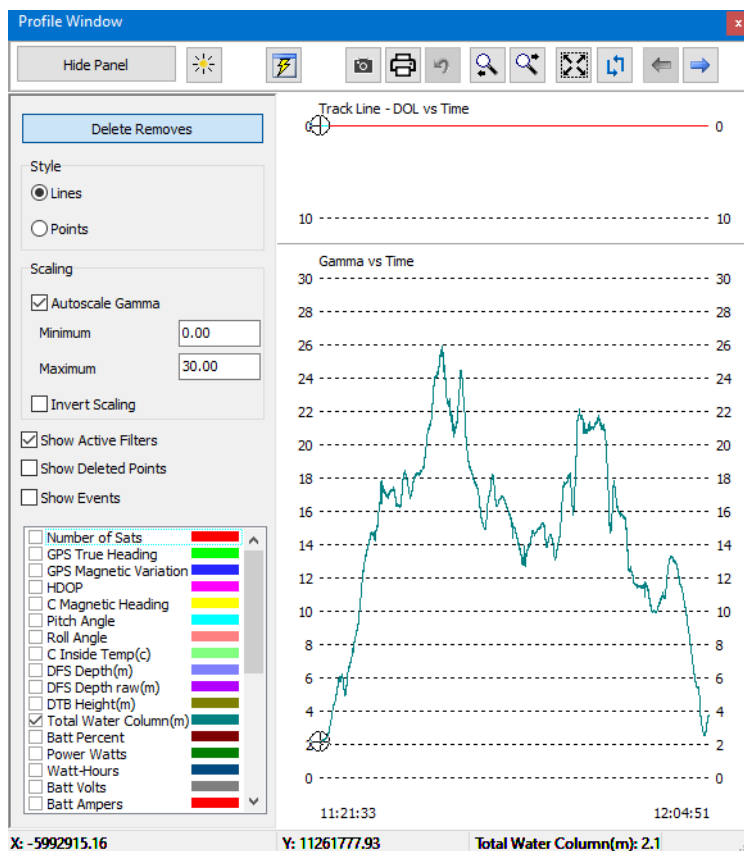 Profile Window
x
Hide Panel
Delete Removes
Style
Lines
Points
Scaling
Autoscale Gamma
Minimum 0.00
Maximum 30.00
Invert Scaling
Show Active Filters
Show Deleted Points
Show Events
Number of Sats
GPS True Heading
GPS Magnetic Variation
HDOP
C Magnetic Heading
Pitch Angle
Roll Angle
C Inside Temp(c)
DFS Depth(m)
DFS Depth raw(m)
DTB Height(m)
Total Water Column(m)
Batt Percent
Power Watts
Watt-Hours
Batt Volts
Batt Ampers
Track Line - DOL vs Time
0 0
10 10
Gamma vs Time
30 30
28 28
26 26
24 24
22 22
20 20
18 18
16 16
14 14
12 12
10 10
8 8
6 6
4 4
2 2
0 0
11:21:33 12:04:51
X: -5992915.16 Y: 11261777.93 Total Water Column(m): 2.1